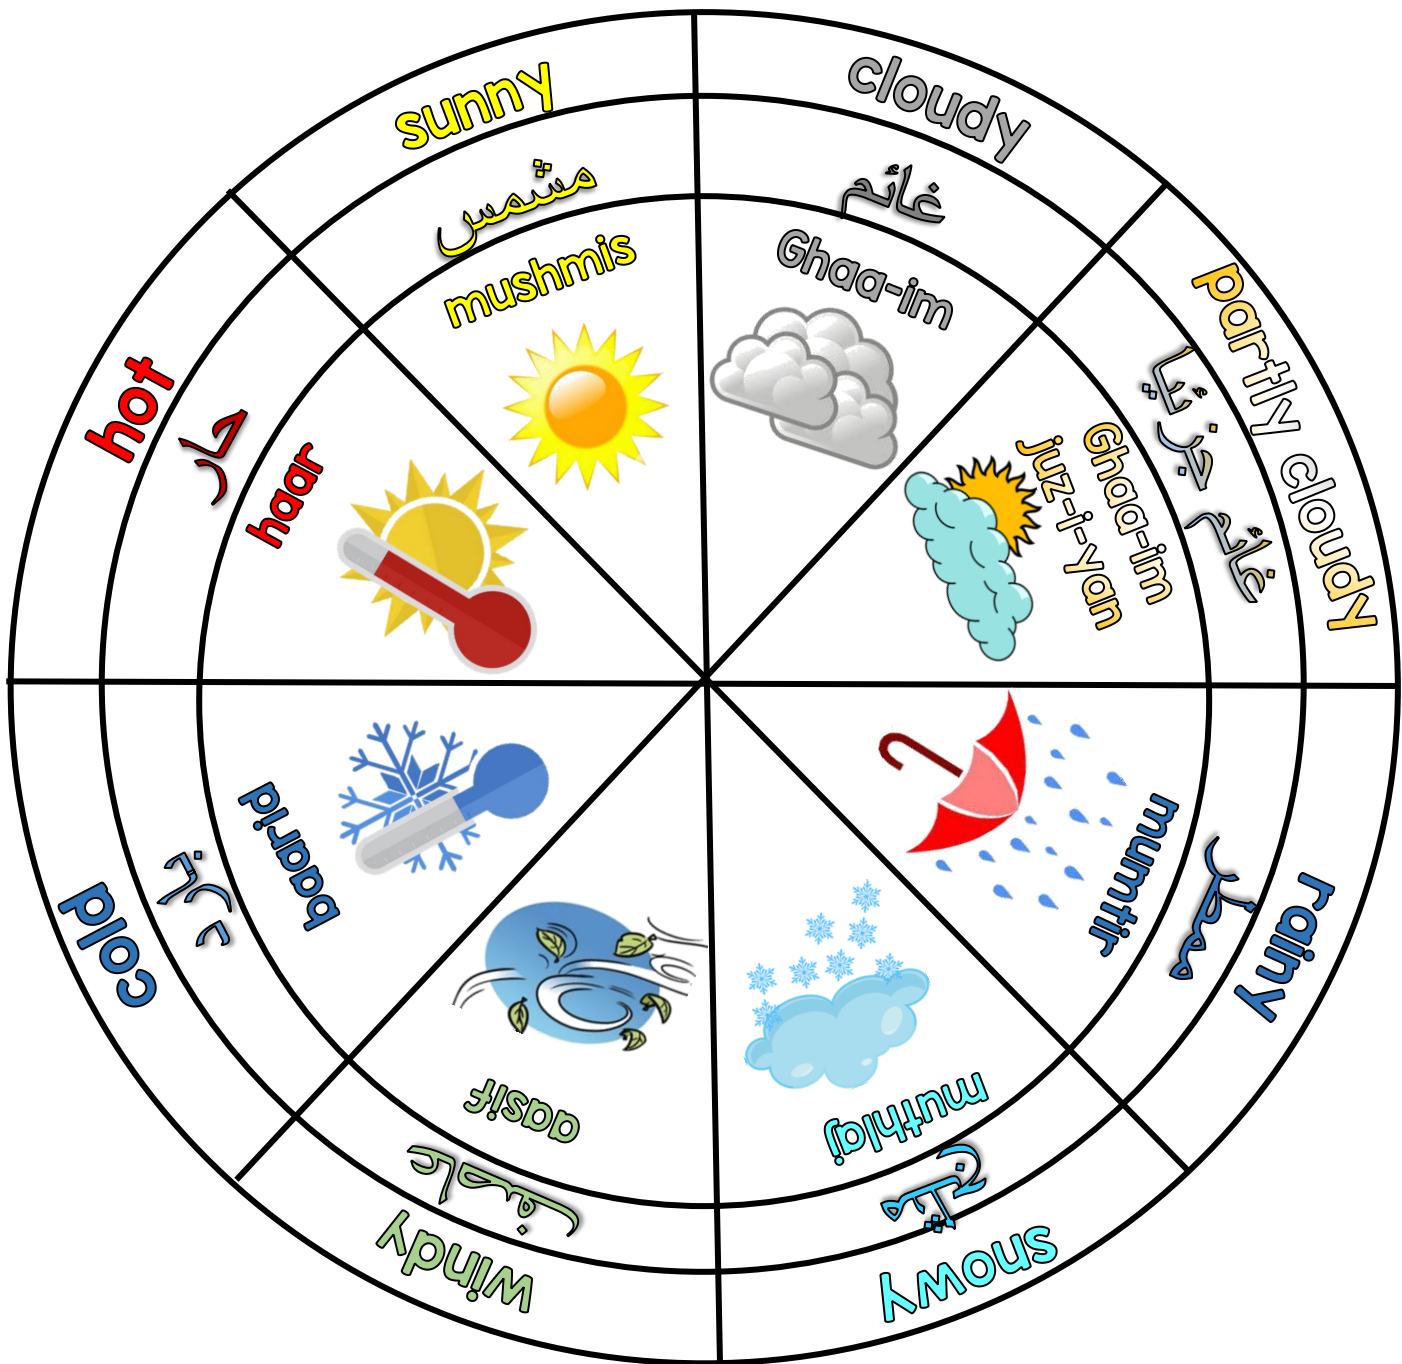 sunny
مشمس
mushmis
cloudy
غائم
Ghaa-im
partly cloudy
غائم جزئيا
Ghaa-im
juz-i-yan
rainy
ممطر
mumtir
snowy
مثلج
muthlaj
windy
عاصف
aasif
cold
بارد
baarid
hot
حار
haar